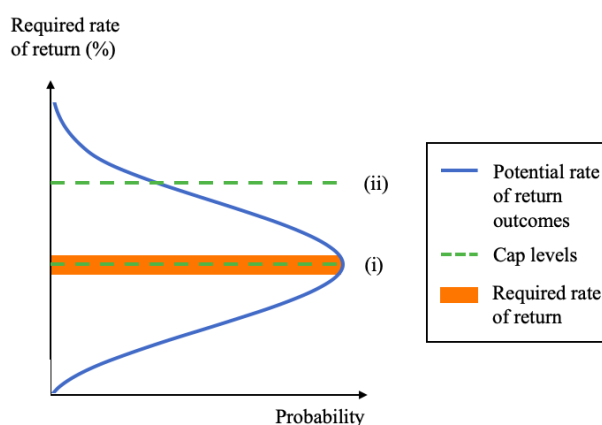 Required rate
of return (%)
(ii)
(i)
Probability
Potential rate
of return
outcomes
Cap levels
Required rate
of return